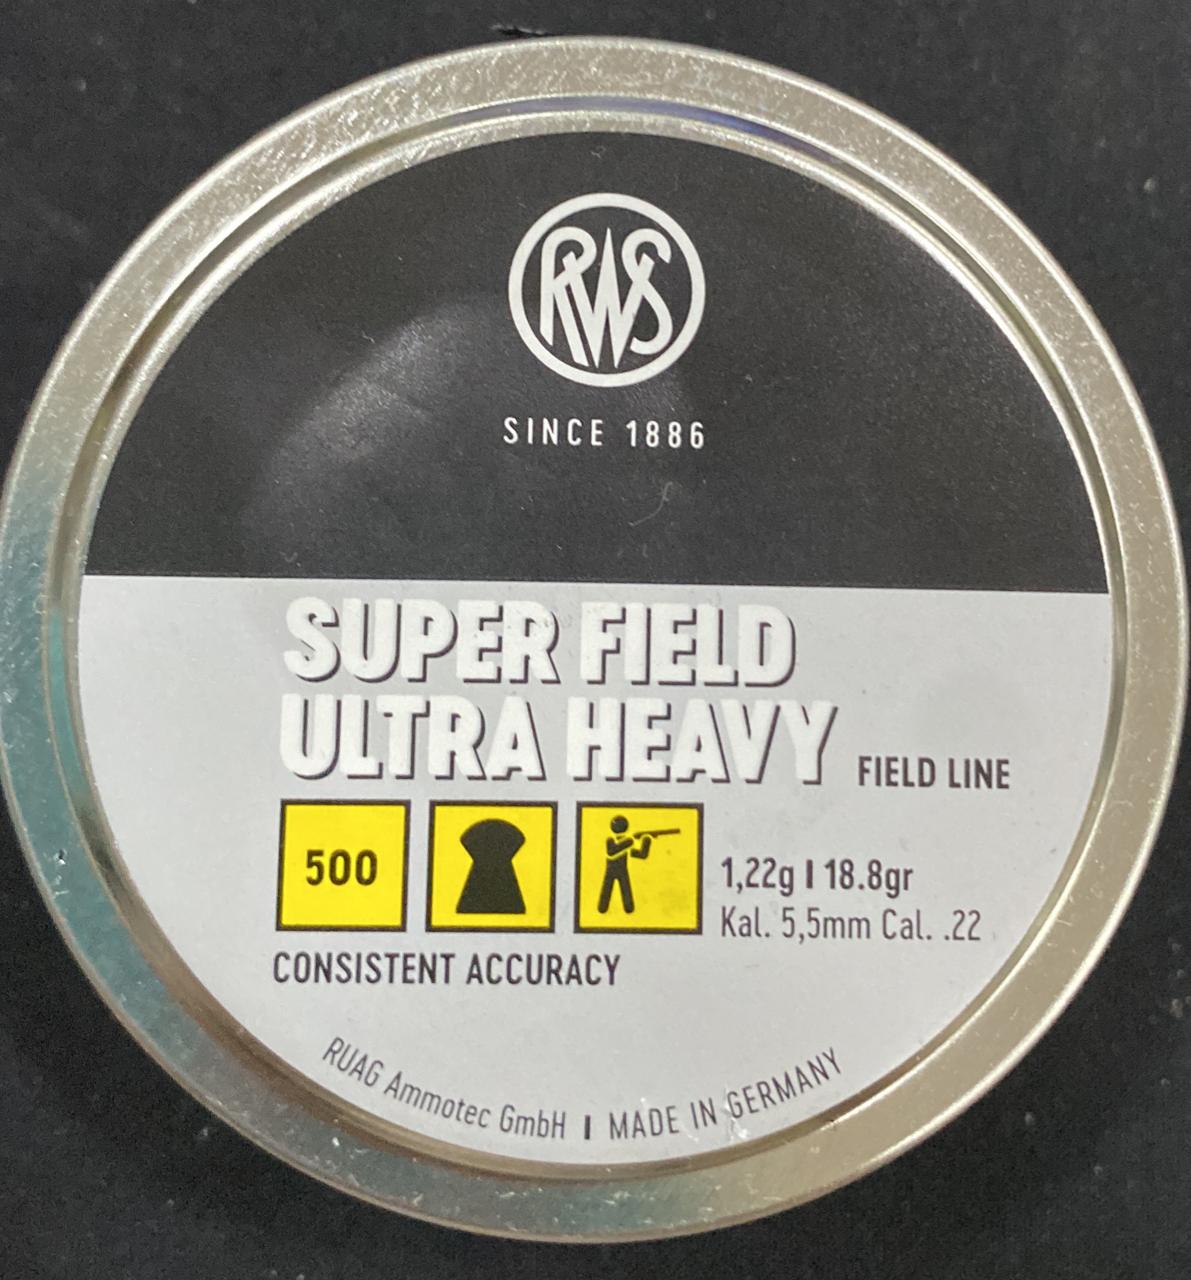 RWS
SINCE 1886
SUPER FIELD
ULTRA HEAVY FIELD LINE
500
1,22g | 18.8gr
Kal. 5,5mm Cal. .22
CONSISTENT ACCURACY
RUAG Ammotec GmbH | MADE IN GERMANY